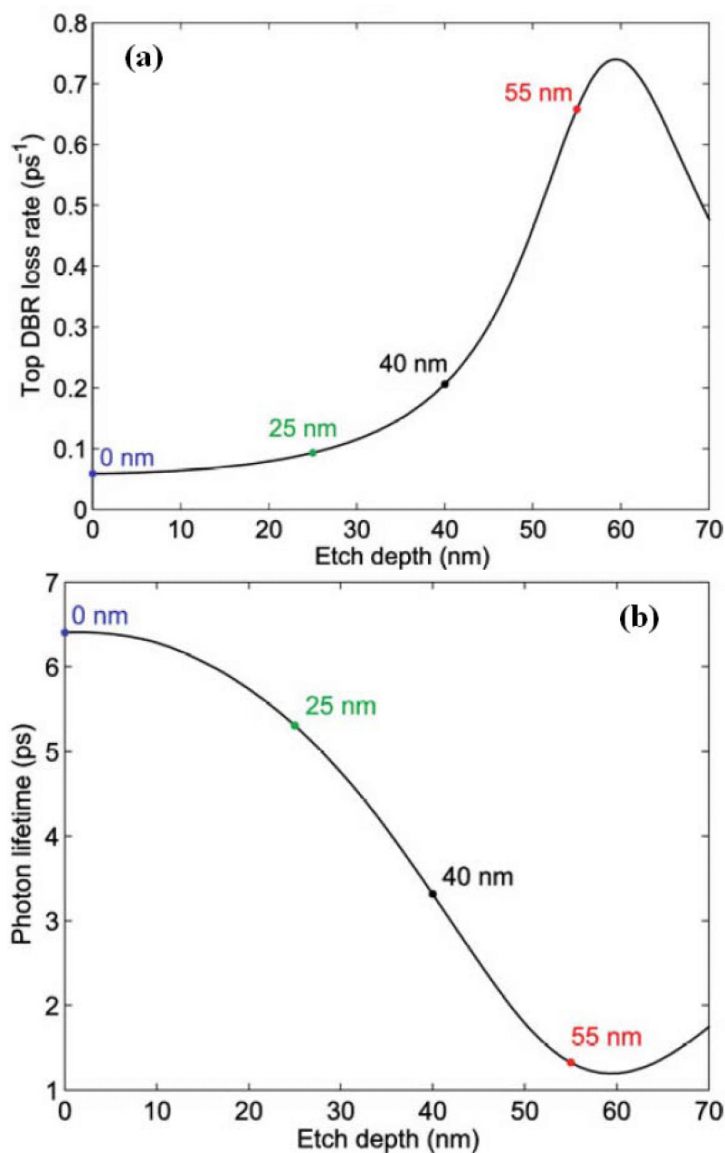 0.8
(a)
0.7
55 nm
0.6
0.5
0.4
0.3
40 nm
0.2
25 nm
0.1
0 nm
0
0 10 20 30 40 50 60 70
Etch depth (nm)
Top DBR loss rate (ps⁻¹)
7
0 nm
(b)
6
25 nm
5
4
40 nm
3
2
55 nm
1
0 10 20 30 40 50 60 70
Etch depth (nm)
Photon lifetime (ps)